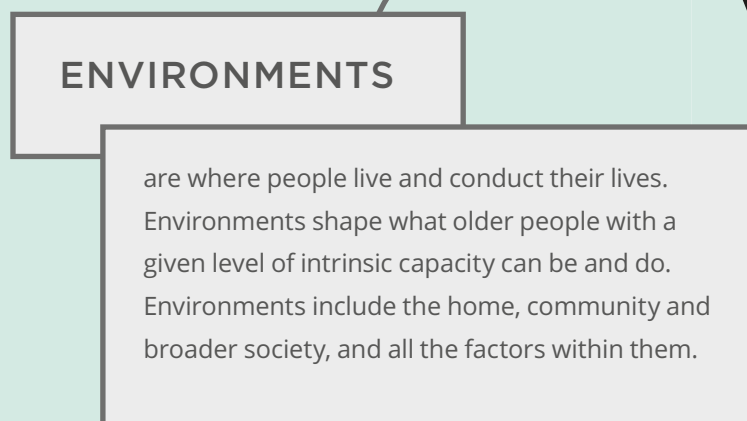 ENVIRONMENTS
are where people live and conduct their lives.
Environments shape what older people with a
given level of intrinsic capacity can be and do.
Environments include the home, community and
broader society, and all the factors within them.